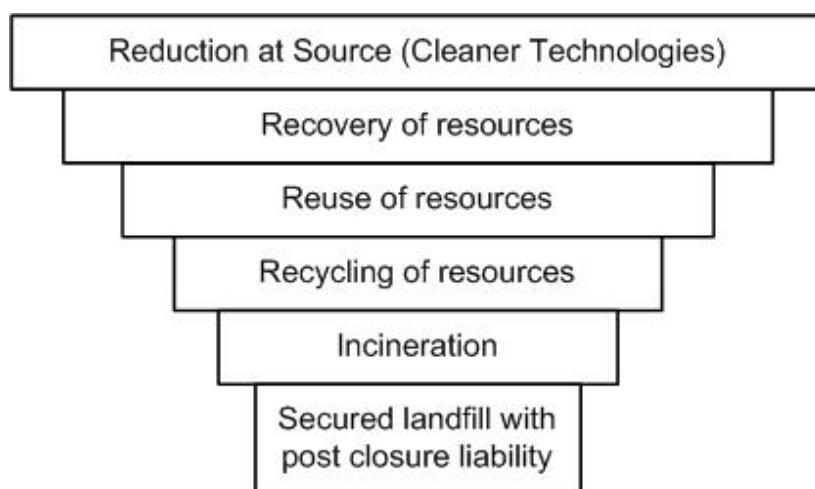 Reduction at Source (Cleaner Technologies)
Recovery of resources
Reuse of resources
Recycling of resources
Incineration
Secured landfill with
post closure liability